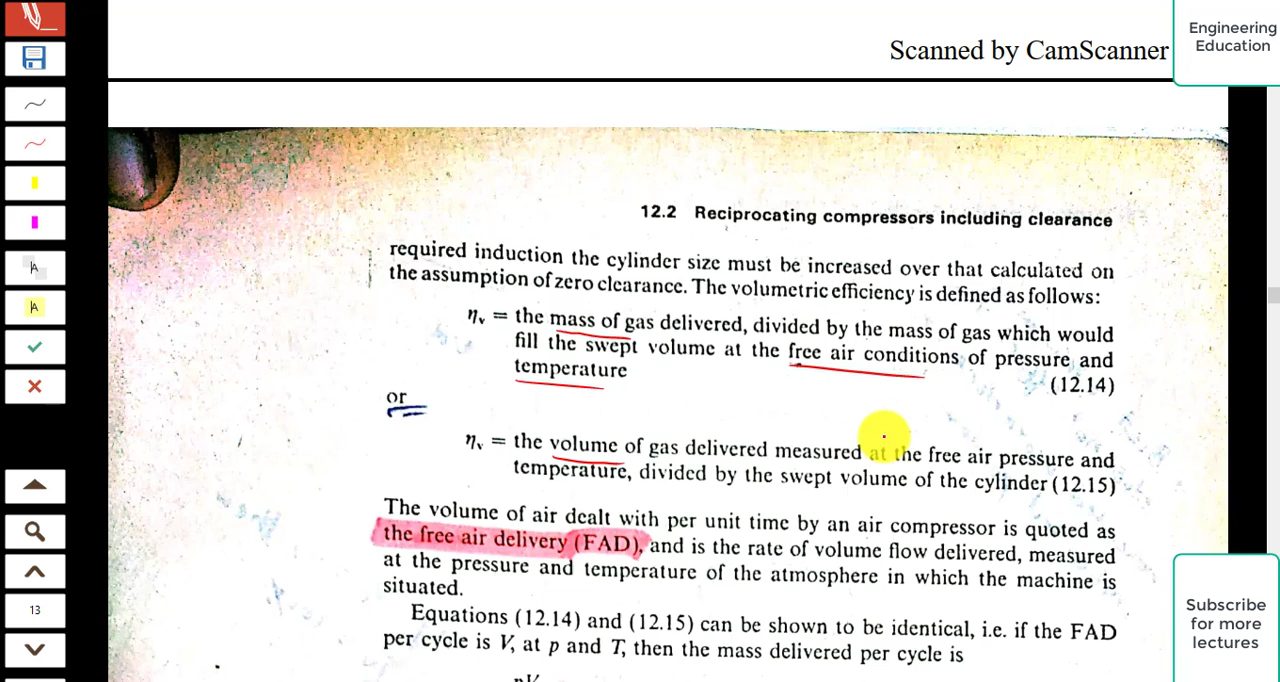 Scanned by CamScanner
Engineering
Education
12.2 Reciprocating compressors including clearance
required induction the cylinder size must be increased over that calculated on
the assumption of zero clearance. The volumetric efficiency is defined as follows:
ηv = the mass of gas delivered, divided by the mass of gas which would
fill the swept volume at the free air conditions of pressure and
temperature
(12.14)
or
ηv = the volume of gas delivered measured at the free air pressure and
temperature, divided by the swept volume of the cylinder (12.15)
The volume of air dealt with per unit time by an air compressor is quoted as
the free air delivery (FAD), and is the rate of volume flow delivered, measured
at the pressure and temperature of the atmosphere in which the machine is
situated.
Equations (12.14) and (12.15) can be shown to be identical, i.e. if the FAD
per cycle is V, at p and T, then the mass delivered per cycle is
pV
A
A
13
Subscribe
for more
lectures